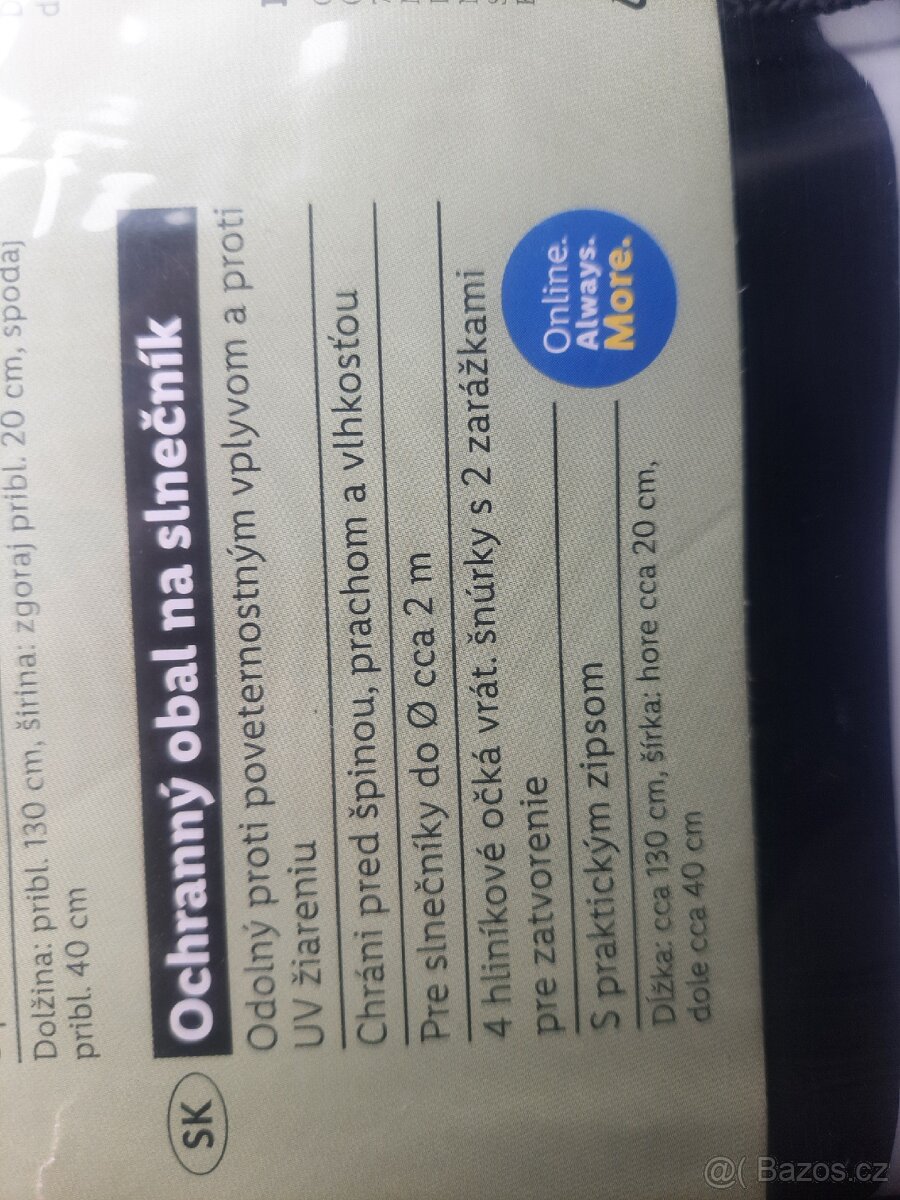 Dolžina: pribl. 130 cm, širina: zgoraj pribl. 20 cm, spodaj
pribl. 40 cm
SK
Ochranný obal na slnečník
Odolný proti poveternostným vplyvom a proti
UV žiareniu
Chráni pred špinou, prachom a vlhkosťou
Pre slnečníky do Ø cca 2 m
4 hliníkové očká vrát. šnúrky s 2 zarážkami
pre zatvorenie
S praktickým zipsom
Dĺžka: cca 130 cm, šírka: hore cca 20 cm,
dole cca 40 cm
Online.
Always.
More.
@( Bazos.cz